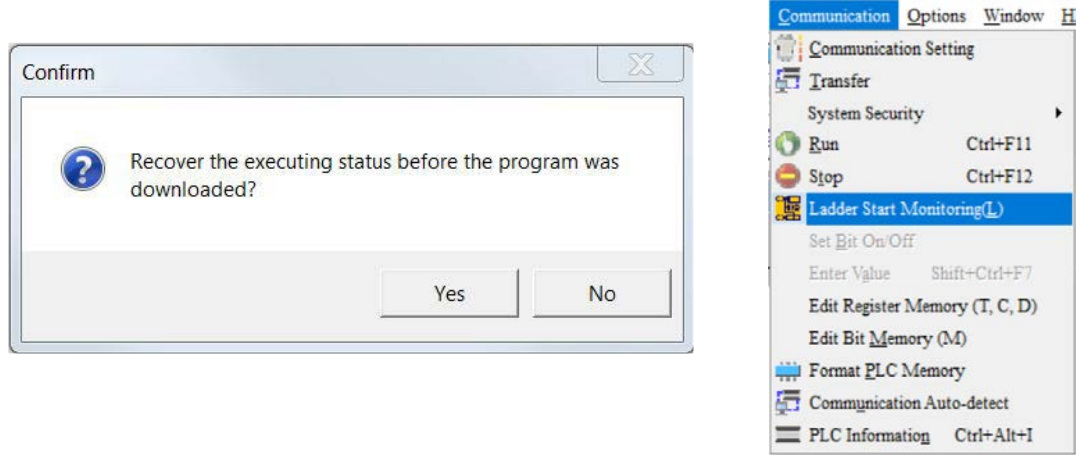 Confirm
Recover the executing status before the program was
downloaded?
Yes
No
Communication Options Window
Communication Setting
Transfer
System Security
Run Ctrl+F11
Stop Ctrl+F12
Ladder Start Monitoring(L)
Set Bit On/Off
Enter Value Shift+Ctrl+F7
Edit Register Memory (T, C, D)
Edit Bit Memory (M)
Format PLC Memory
Communication Auto-detect
PLC Information Ctrl+Alt+I